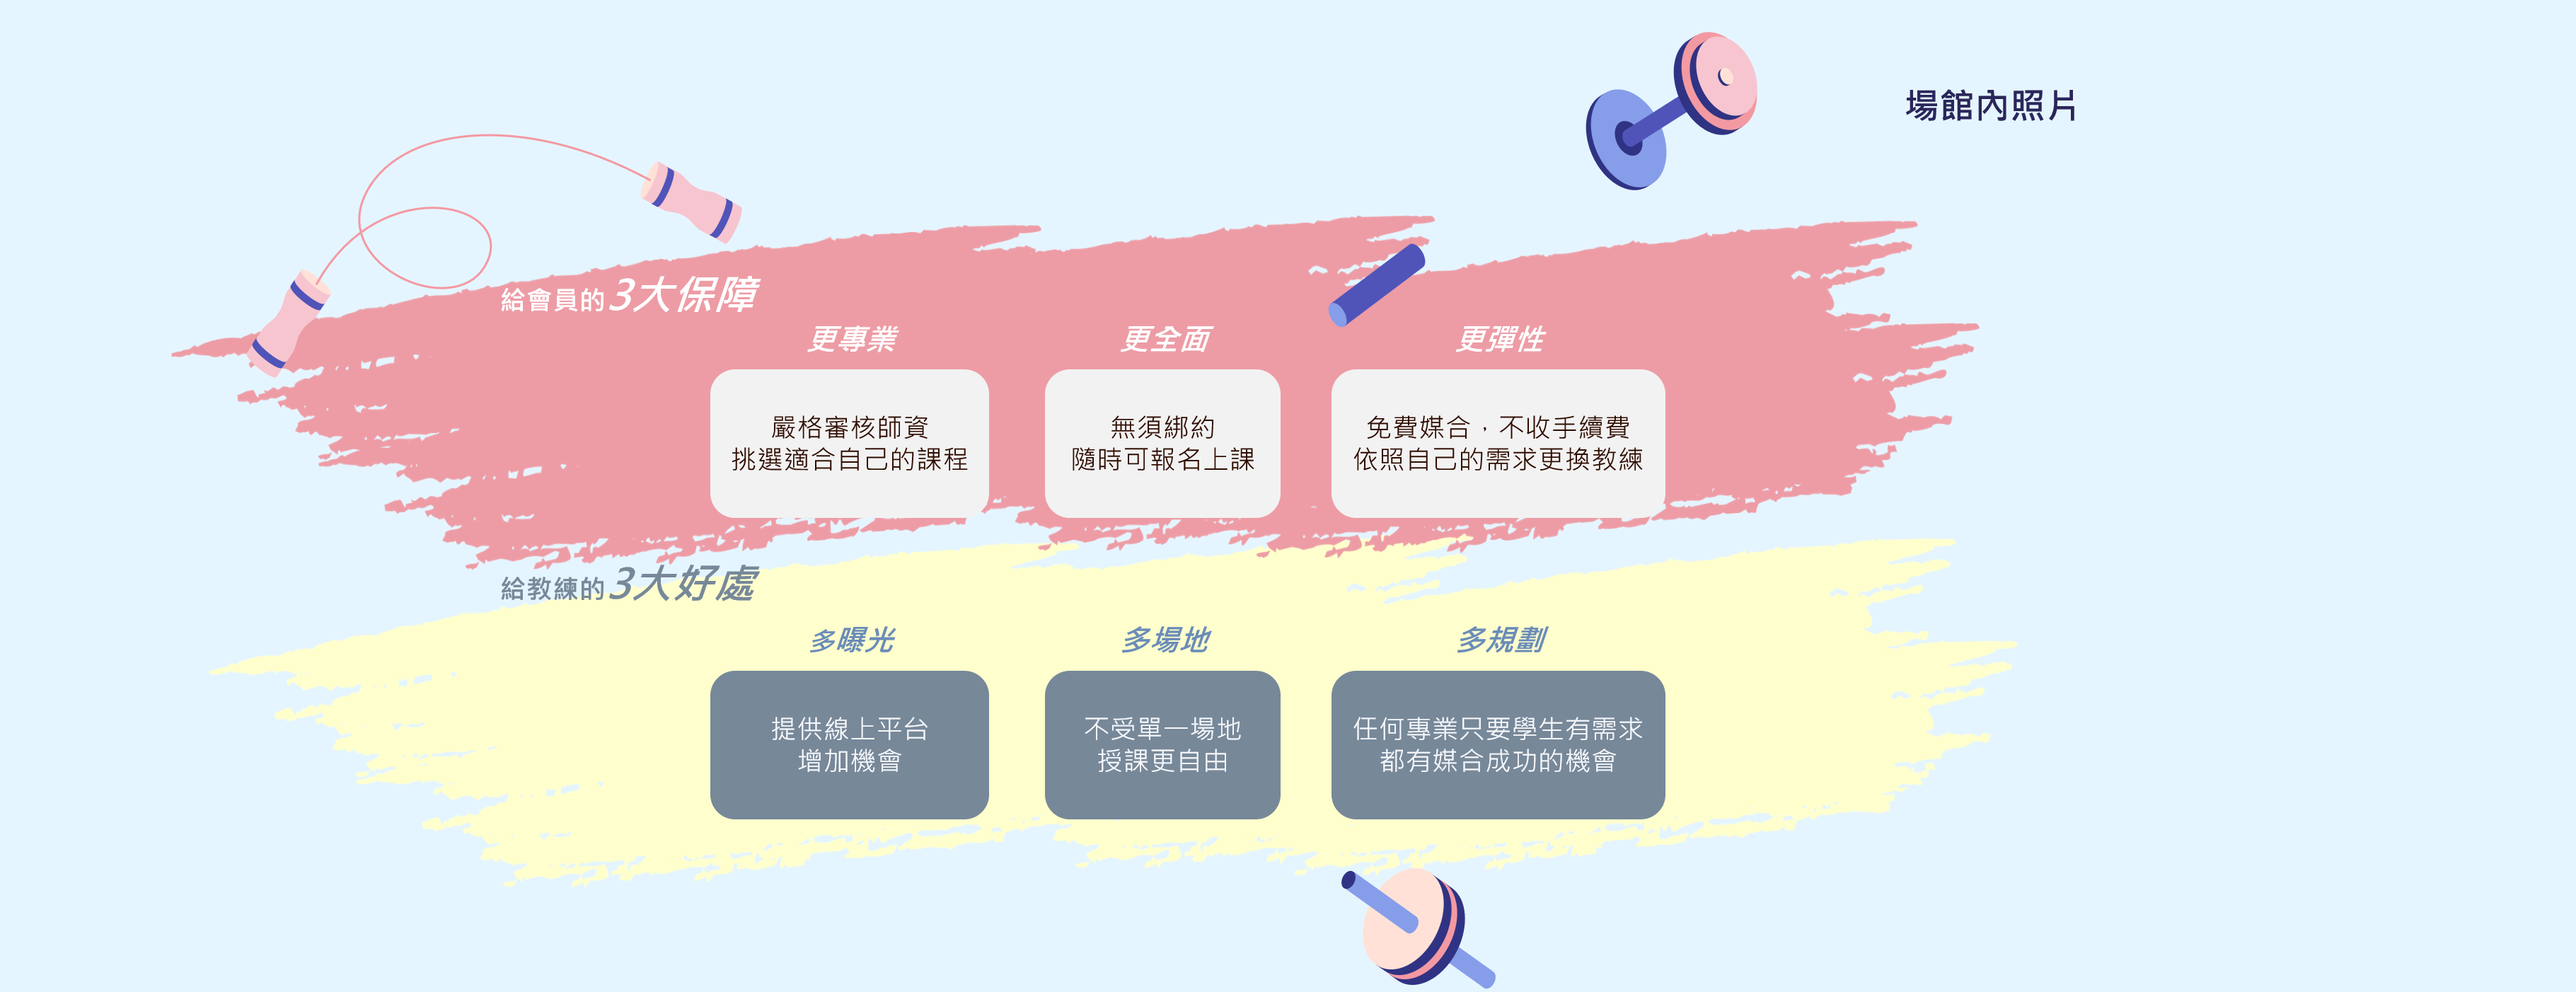 場館內照片
給會員的3大保障
更專業
嚴格審核師資
挑選適合自己的課程
更全面
無須綁約
隨時可報名上課
更彈性
免費媒合，不收手續費
依照自己的需求更換教練
給教練的3大好處
多曝光
提供線上平台
增加機會
多場地
不受單一場地
授課更自由
多規劃
任何專業只要學生有需求
都有媒合成功的機會